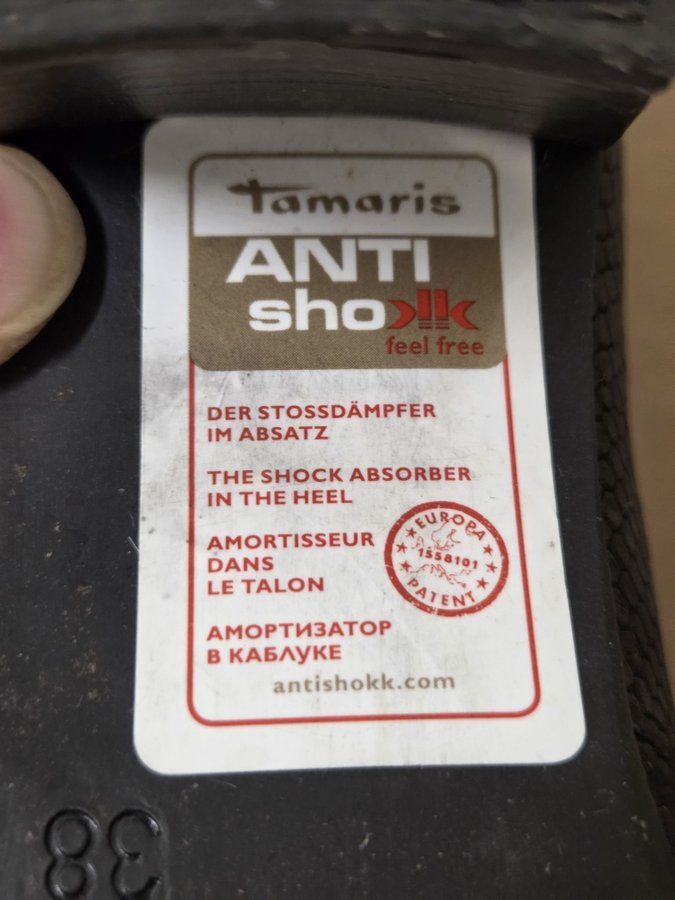 Tamaris
ANTI
shokk
feel free
DER STOSSDÄMPFER
IM ABSATZ
THE SHOCK ABSORBER
IN THE HEEL
AMORTISSEUR
DANS
LE TALON
АМОРТИЗАТОР
В КАБЛУКЕ
EUROPA
1558101
PATENT
antishokk.com
38